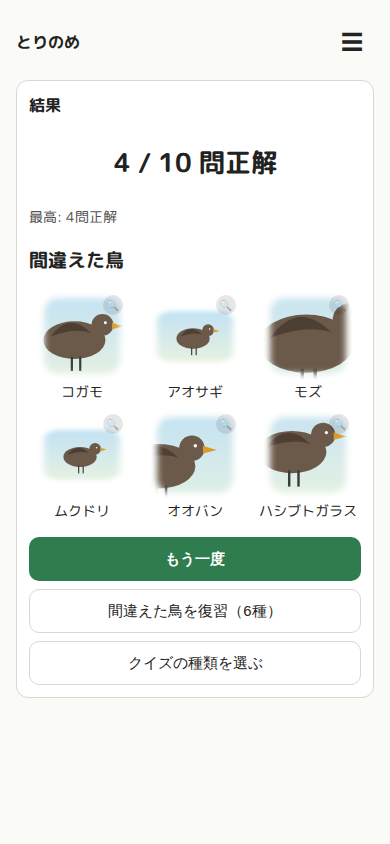 とりのめ
結果
4 / 10 問正解
最高: 4問正解
間違えた鳥
コガモ
アオサギ
モズ
ムクドリ
オオバン
ハシブトガラス
もう一度
間違えた鳥を復習（6種）
クイズの種類を選ぶ